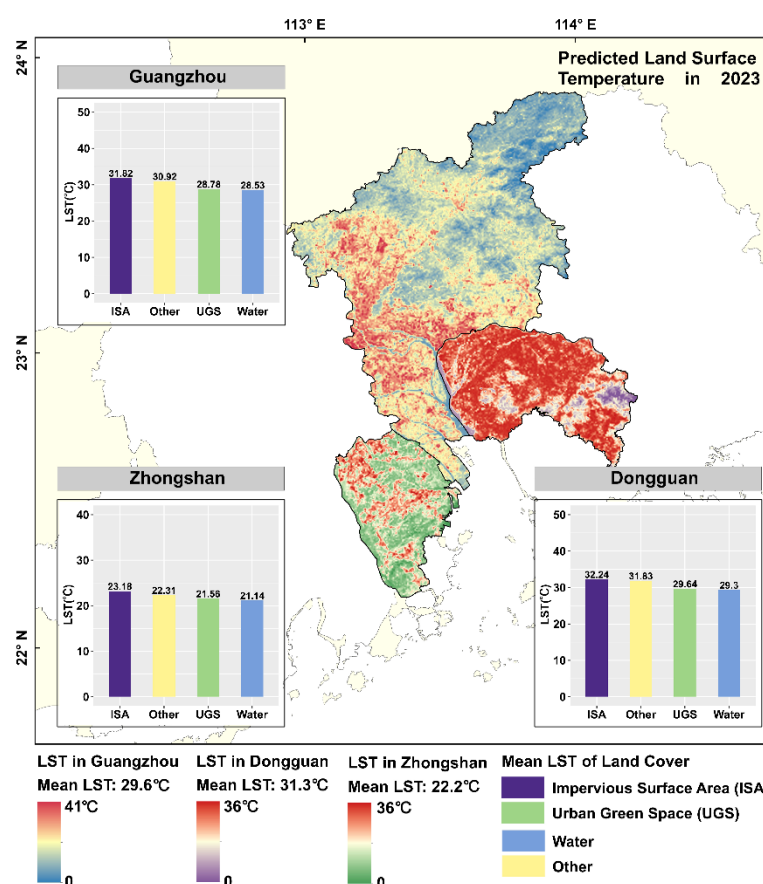 113° E
114° E
24° N
23° N
22° N
Predicted Land Surface
Temperature in 2023
Guangzhou
50
40
30
20
10
0
LST(°C)
31.82
30.92
28.78
28.53
ISA
Other
UGS
Water
Zhongshan
40
30
20
10
0
LST(°C)
23.18
22.31
21.56
21.14
ISA
Other
UGS
Water
Dongguan
50
40
30
20
10
0
LST(°C)
32.24
31.83
29.64
29.3
ISA
Other
UGS
Water
LST in Guangzhou
Mean LST: 29.6°C
41°C
0
LST in Dongguan
Mean LST: 31.3°C
36°C
0
LST in Zhongshan
Mean LST: 22.2°C
36°C
0
Mean LST of Land Cover
Impervious Surface Area (ISA
Urban Green Space (UGS)
Water
Other